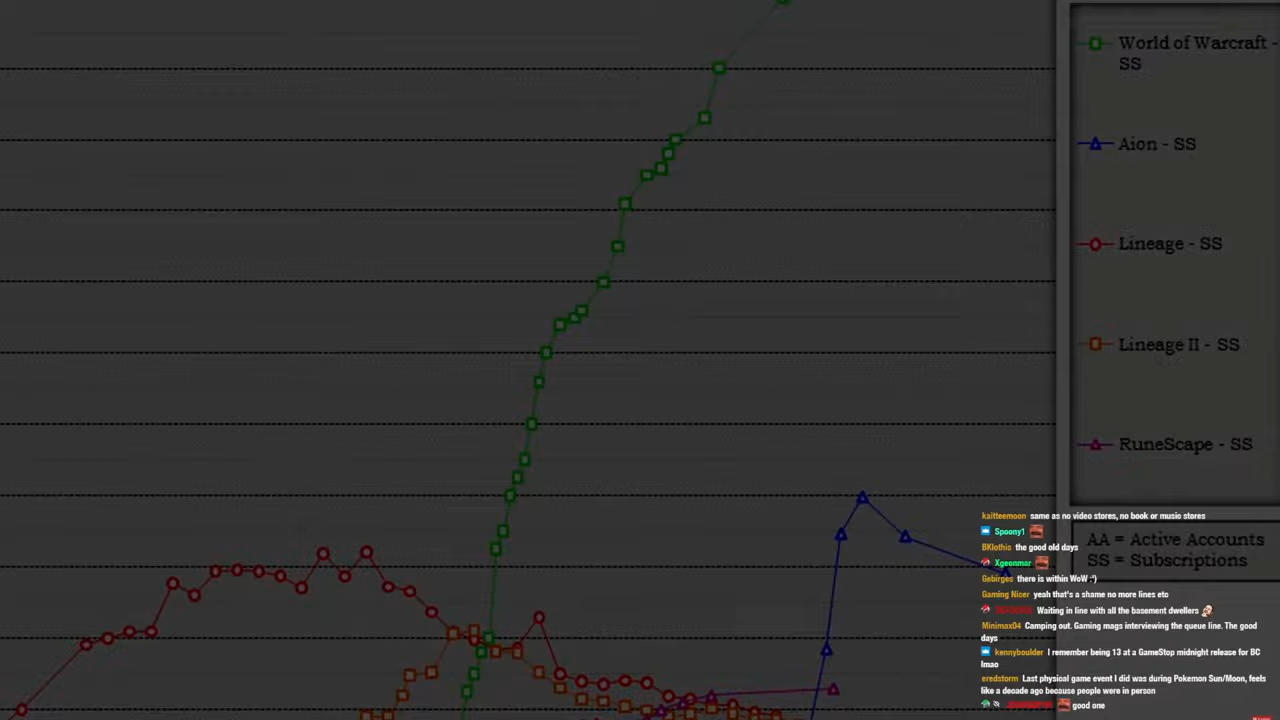 World of Warcraft -
SS
Aion - SS
Lineage - SS
Lineage II - SS
RuneScape - SS
AA = Active Accounts
SS = Subscriptions
kaitteemoon same as no video stores, no book or music stores
Spoony1
BKlothis the good old days
Xgeonmar
Gebirges there is within WoW :')
Gaming Nicer yeah that's a shame no more lines etc
Waiting in line with all the basement dwellers
Minimax04 Camping out. Gaming mags interviewing the queue line. The good
days
kennyboulder I remember being 13 at a GameStop midnight release for BC
lmao
eredstorm Last physical game event I did was during Pokemon Sun/Moon, feels
like a decade ago because people were in person
good one